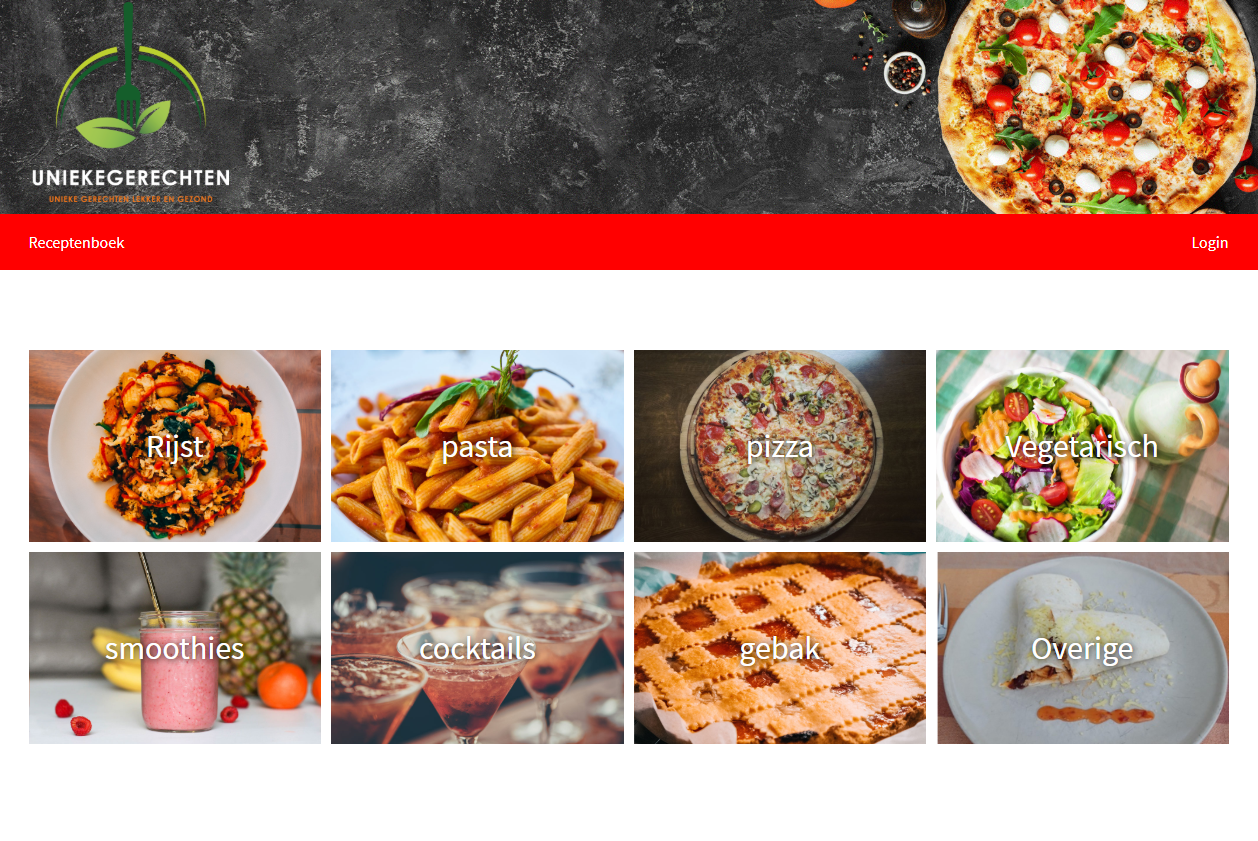 UNIEKEGERECHTEN
UNIEKE GERECHTEN LEKKER EN GEZOND
Receptenboek
Login
Rijst
pasta
pizza
Vegetarisch
smoothies
cocktails
gebak
Overige